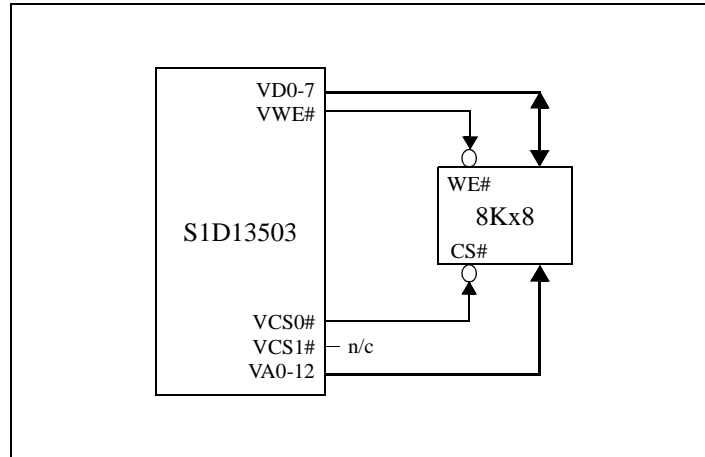 VD0-7
VWE#
WE#
8Kx8
S1D13503
CS#
VCS0#
VCS1#
n/c
VA0-12